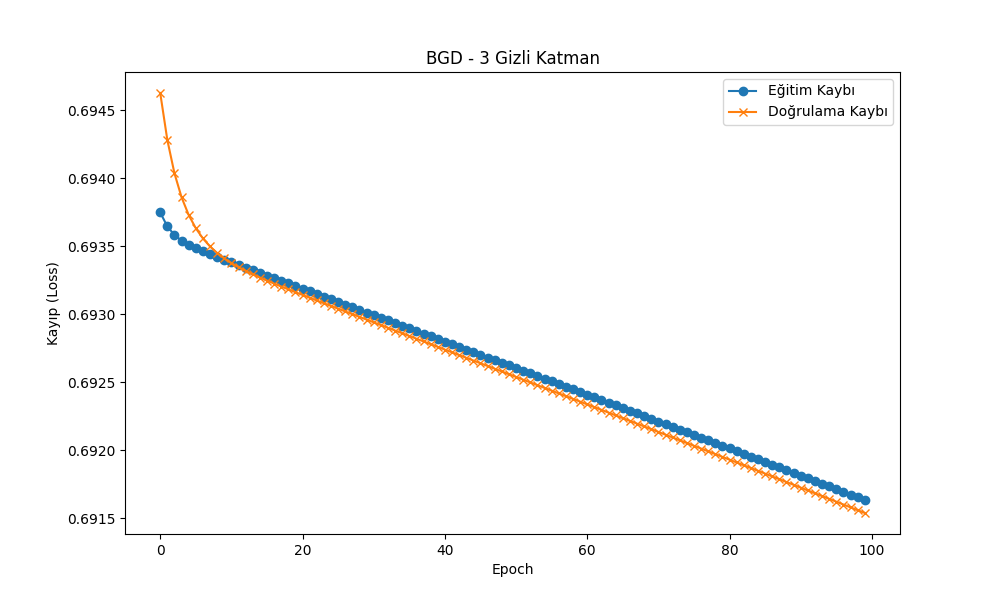 BGD - 3 Gizli Katman
Eğitim Kaybı
Doğrulama Kaybı
Kayıp (Loss)
0.6945
0.6940
0.6935
0.6930
0.6925
0.6920
0.6915
0 20 40 60 80 100
Epoch